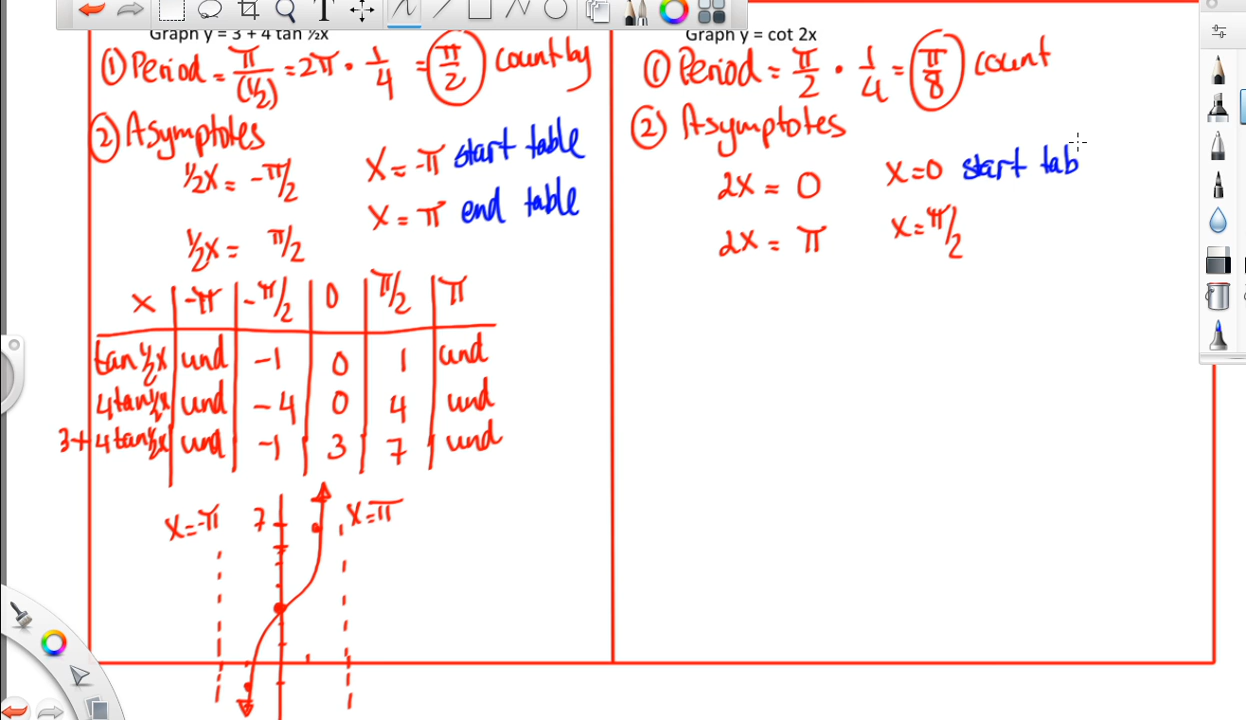 Graph y = 3 + 4 tan ½x
① Period = π/(1/2) = 2π · 1/4 = π/2 count by
② Asymptotes
1/2x = -π/2
x = -π start table
x = π end table
1/2x = π/2
x | -π | -π/2 | 0 | π/2 | π
tan 1/2x | und | -1 | 0 | 1 | und
4tan 1/2x | und | -4 | 0 | 4 | und
3+4tan 1/2x | und | -1 | 3 | 7 | und
x=-π 7 x=π
Graph y = cot 2x
① Period = π/2 · 1/4 = π/8 count
② Asymptotes
2x = 0 x=0 start tab
2x = π x=π/2